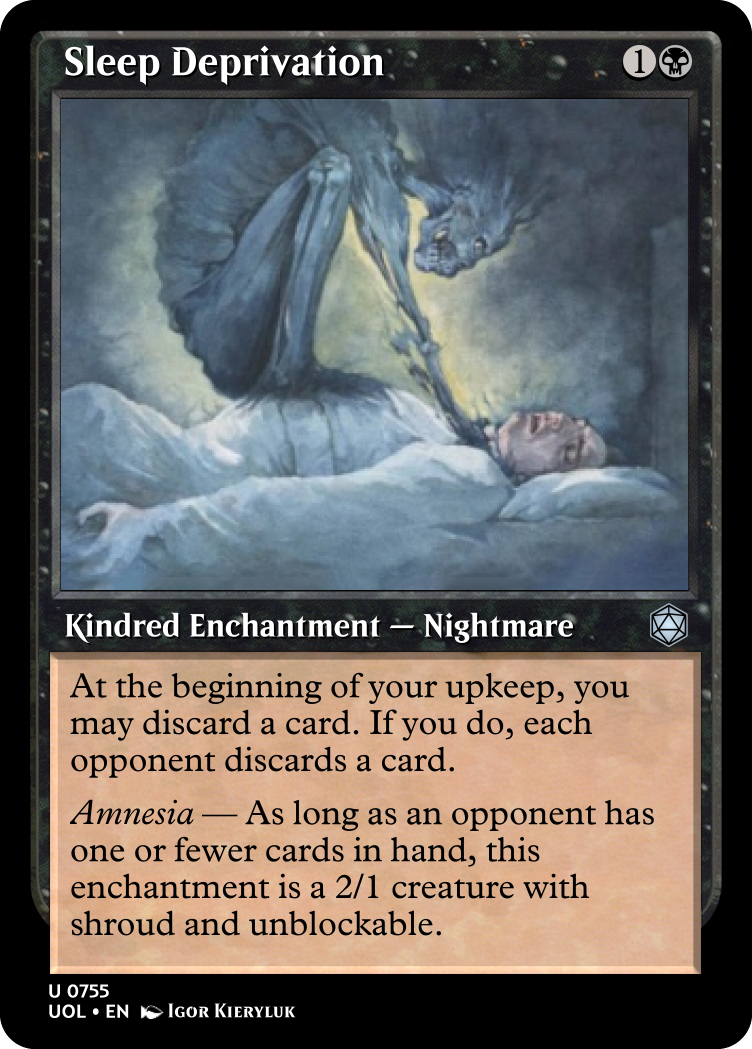 Sleep Deprivation 1
Kindred Enchantment — Nightmare
At the beginning of your upkeep, you
may discard a card. If you do, each
opponent discards a card.
Amnesia — As long as an opponent has
one or fewer cards in hand, this
enchantment is a 2/1 creature with
shroud and unblockable.
U 0755
UOL • EN Igor Kieryluk